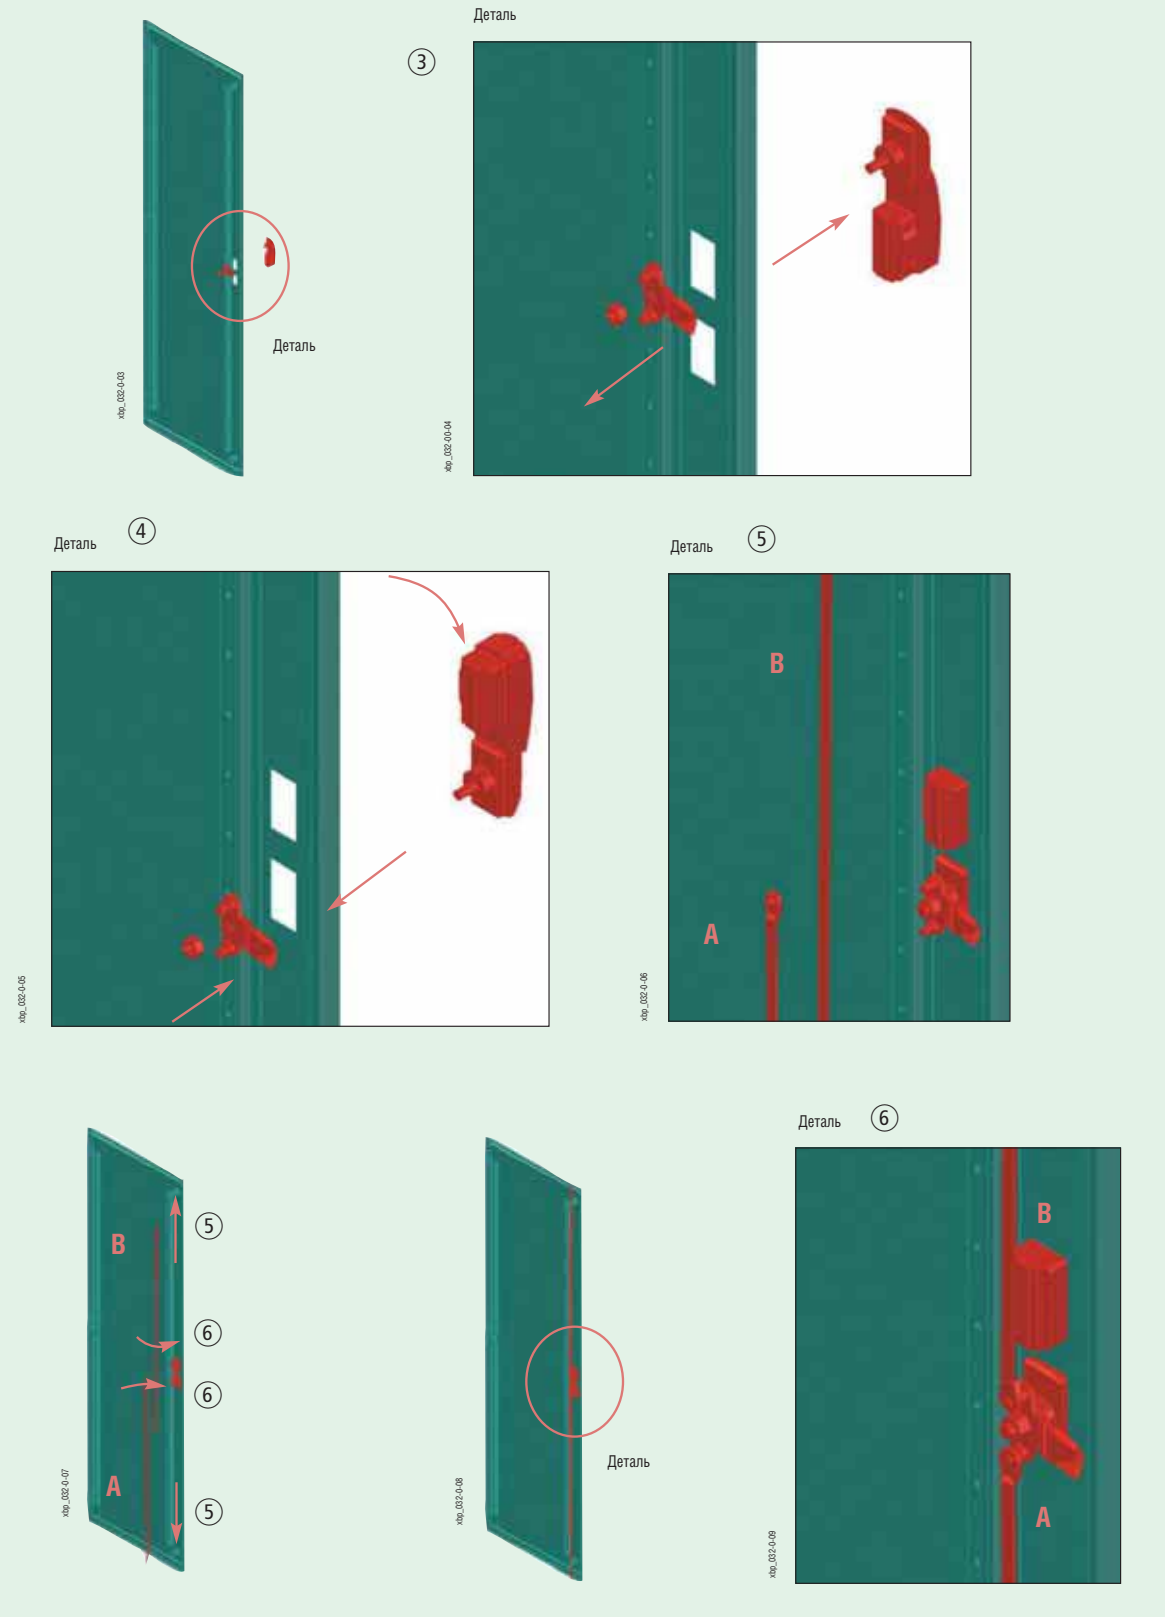 Деталь
③
Деталь
xbp_032-0-03
xbp_032-00-04
④
Деталь
⑤
Деталь
B
A
xbp_032-0-05
xbp_032-0-06
⑥
Деталь
⑤
B
B
⑥
⑥
A
⑤
Деталь
A
xbp_032-0-07
xbp_032-0-08
xbp_032-0-09